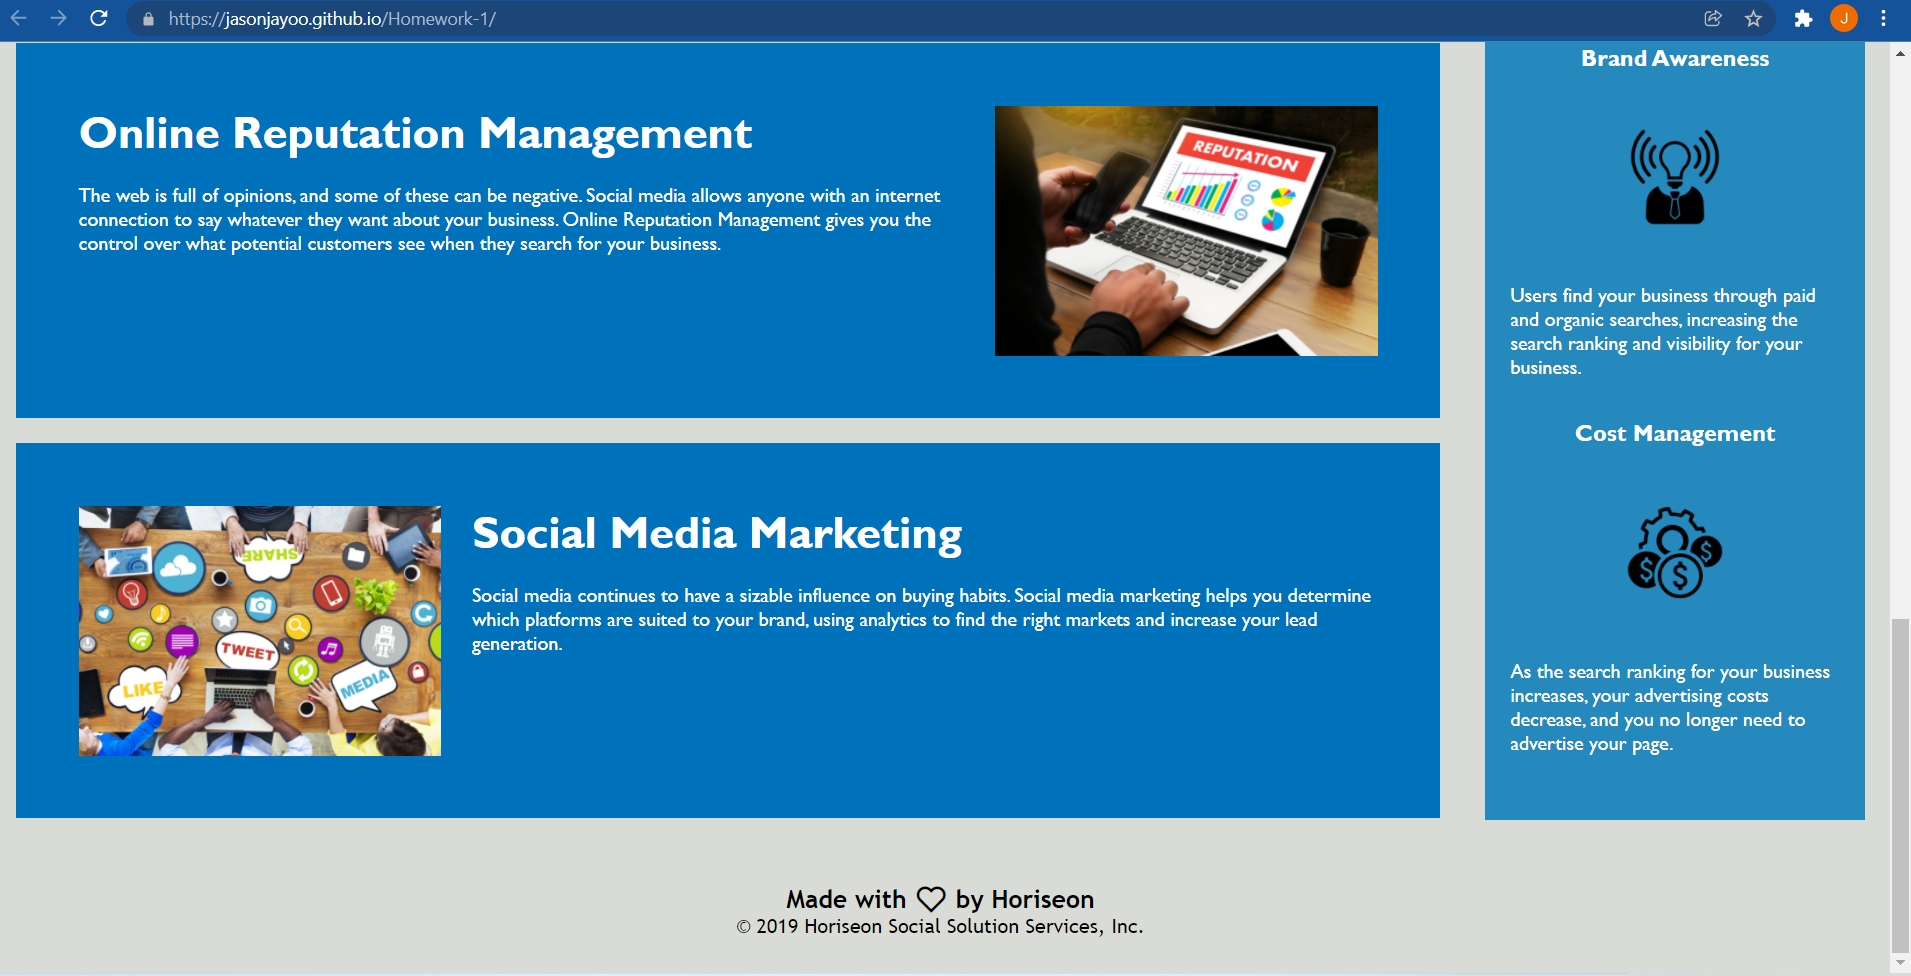 https://jasonjayoo.github.io/Homework-1/
J
Online Reputation Management
The web is full of opinions, and some of these can be negative. Social media allows anyone with an internet
connection to say whatever they want about your business. Online Reputation Management gives you the
control over what potential customers see when they search for your business.
REPUTATION
Social Media Marketing
Social media continues to have a sizable influence on buying habits. Social media marketing helps you determine
which platforms are suited to your brand, using analytics to find the right markets and increase your lead
generation.
SHARE
TWEET
LIKE
MEDIA
Brand Awareness
Users find your business through paid
and organic searches, increasing the
search ranking and visibility for your
business.
Cost Management
$ $ $
As the search ranking for your business
increases, your advertising costs
decrease, and you no longer need to
advertise your page.
Made with by Horiseon
© 2019 Horiseon Social Solution Services, Inc.